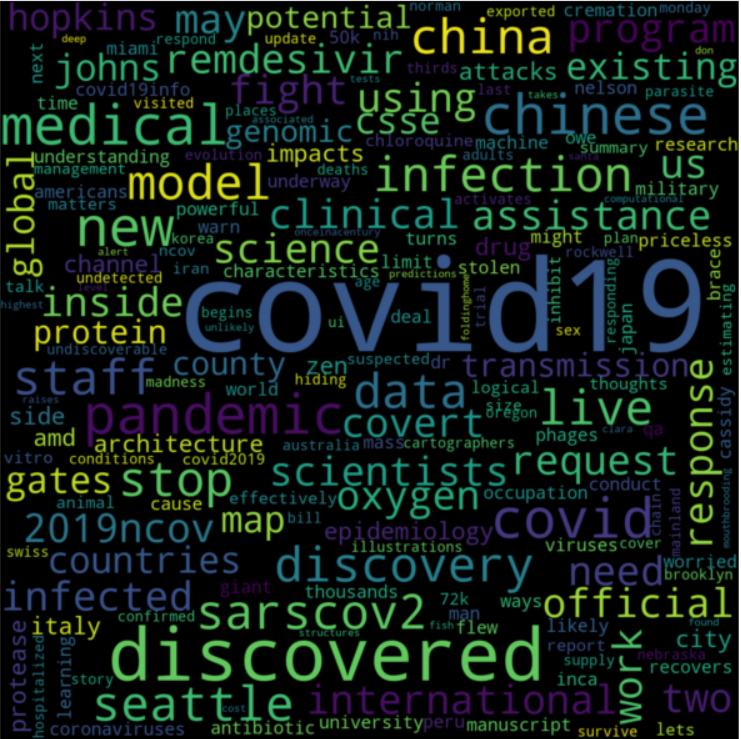 hopkins may potential norman exported cremation monday
deep respond update 50k nih china program
next miami johns remdesivir thirds don
covid19info fight tests attacks existing
time visited places using last takes nelson parasite
medical associated csse chloroquine machine chinese
genomic owe summary research
understanding evolution impacts adults santa us
management deaths infection computational military
global americans model underway
matters powerful clinical activates assistance
new onceinacentury
korea warn turns drug might plan priceless
alert ncov science limit rockwell
channel iran characteristics predictions stolen braces
talk undetected level age foldingathome trial inhibit responding japan estimating
highest inside begins covid19
protein unlikely ui deal sex
undiscoverable
county zen suspected dr transmission
staff madness world hiding logical thoughts
raises data size oregon live response cassidy
side pandemic covert clara qa
amd architecture australia mass cartographers phages
vitro conditions covid2019 scientists request
gates stop cause oxygen occupation conduct chain mainland mouthbrooding
animal effectively
2019ncov map bill epidemiology covid
swiss illustrations viruses cover worried
countries discovery need brooklyn
giant thousands 72k ways
infected sarscov2 man official
italy confirmed fish flew likely found
protease structures report work city
hospitalized learning discovered supply nebraska recovers
story inca
seattle cost international two
coronaviruses antibiotic university peru manuscript survive lets